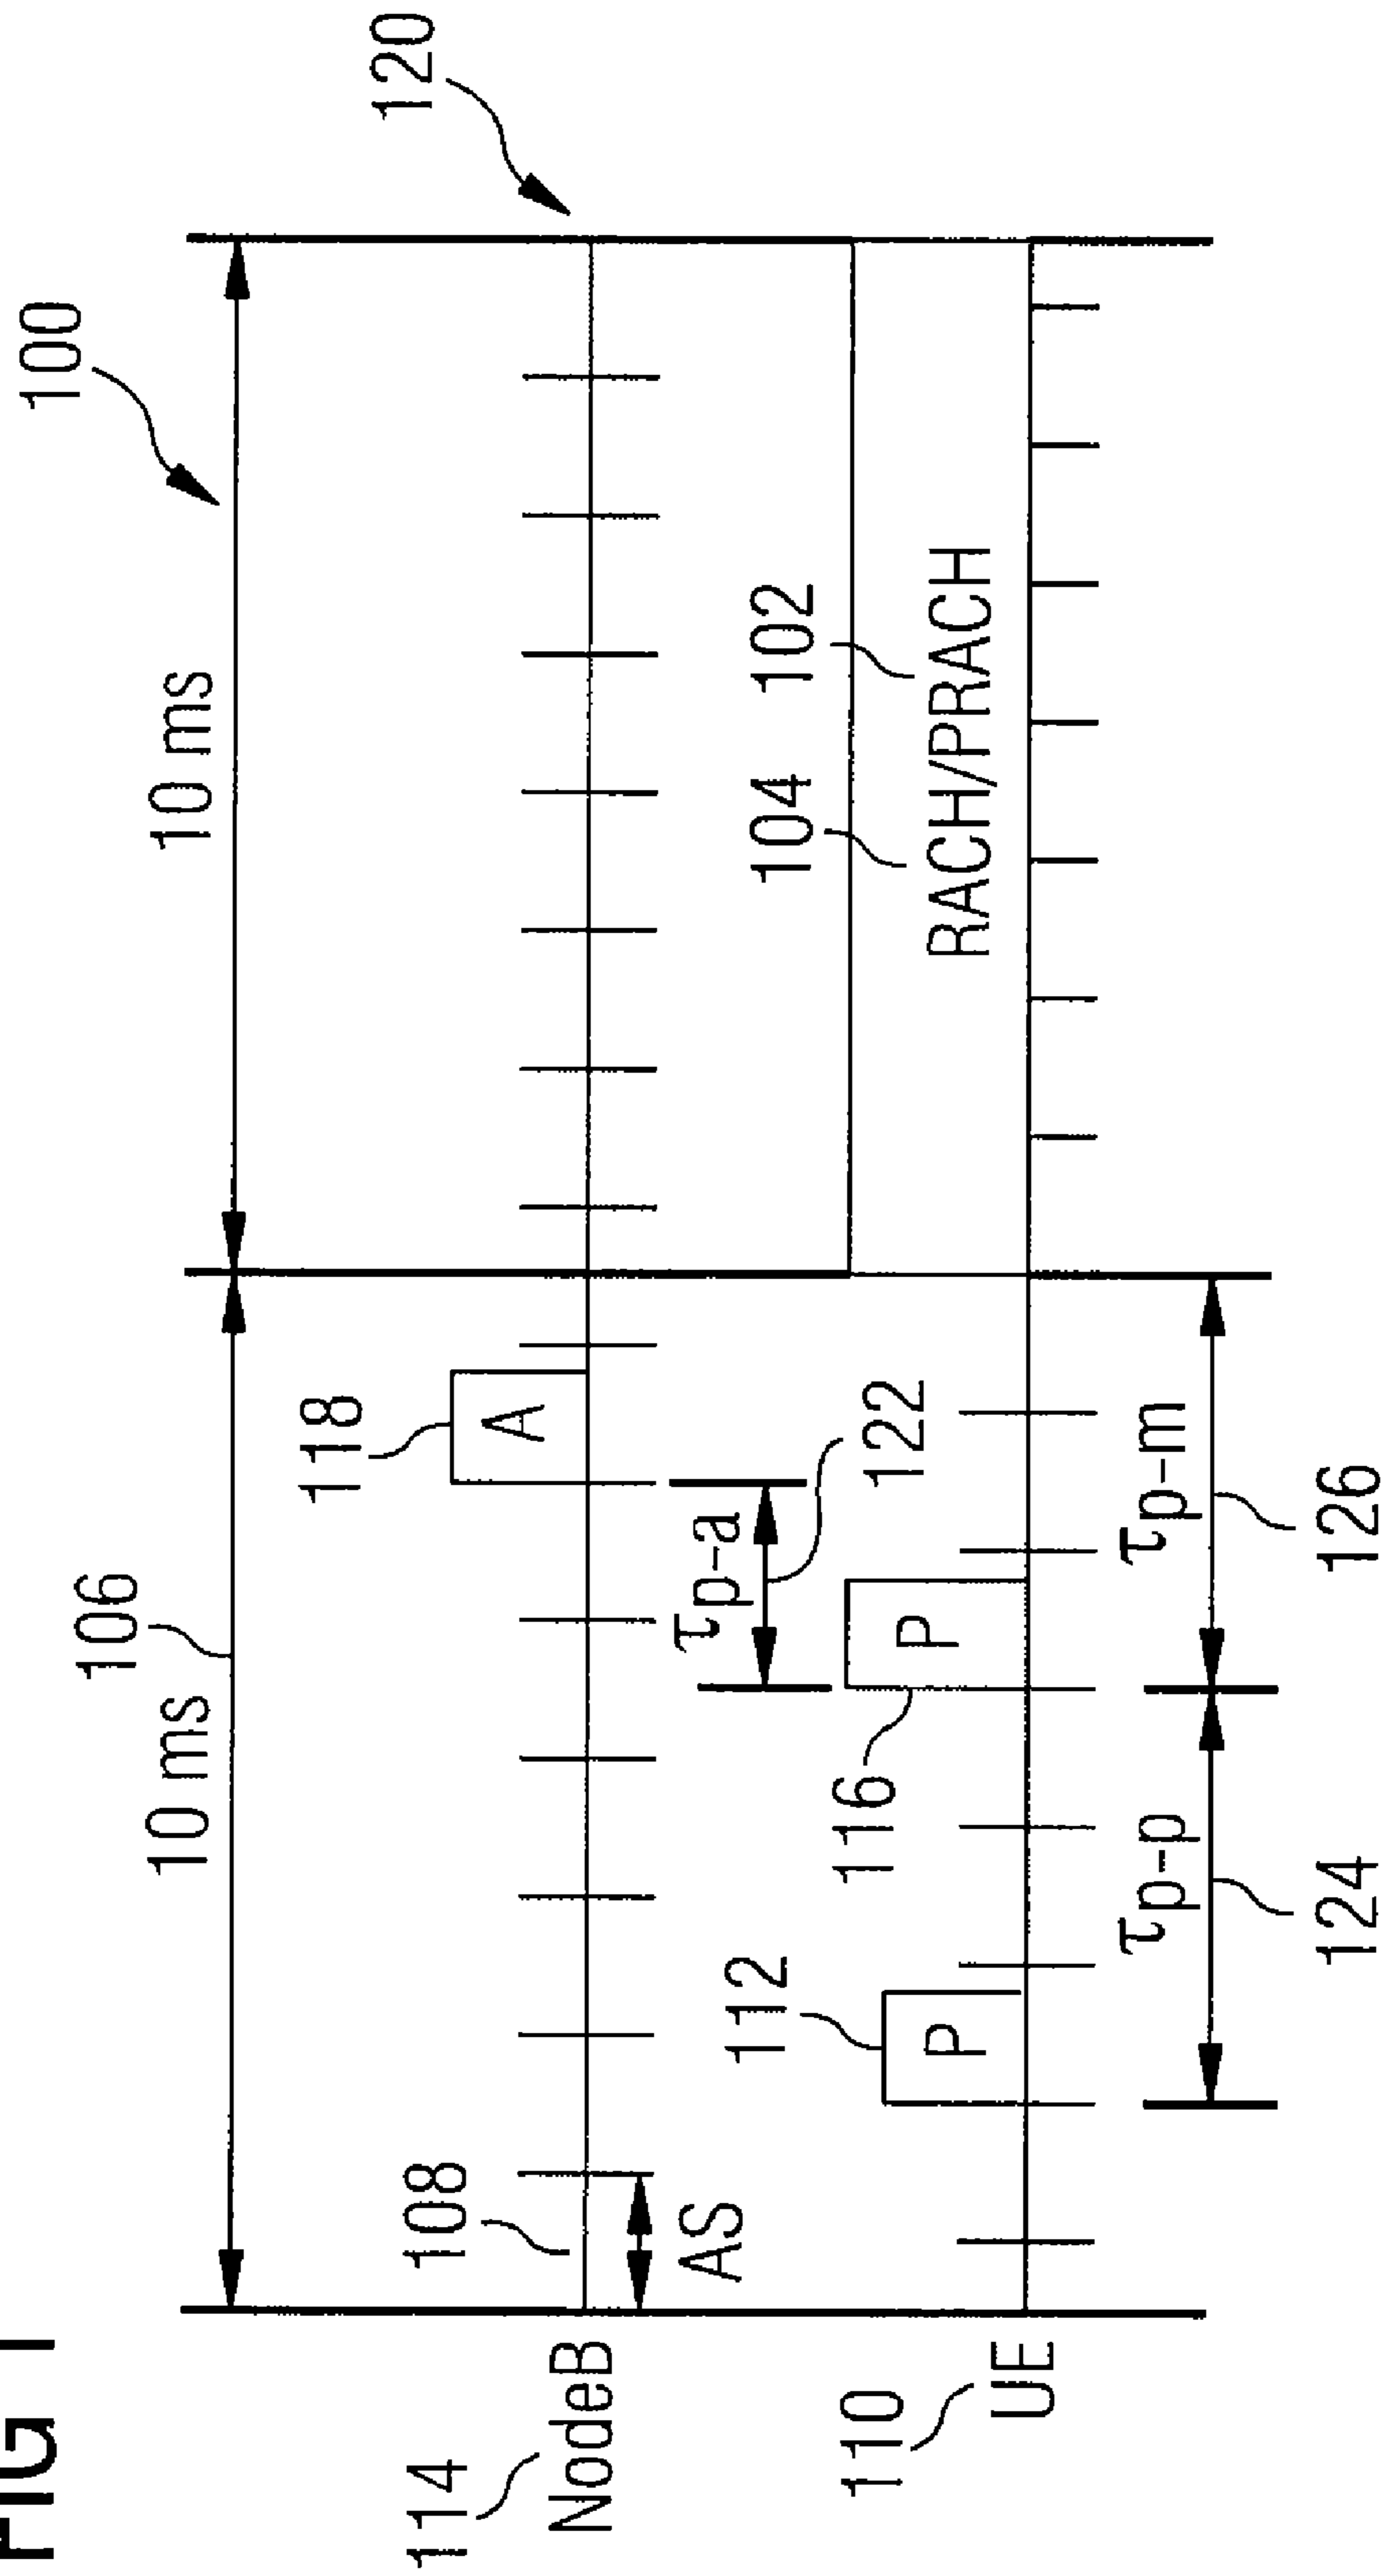 FIG 1
100
120
106
10 ms
10 ms
118
A
114
NodeB
108
AS
τp-a
122
104
102
RACH/PRACH
112
P
116
P
110
UE
τp-p
τp-m
124
126